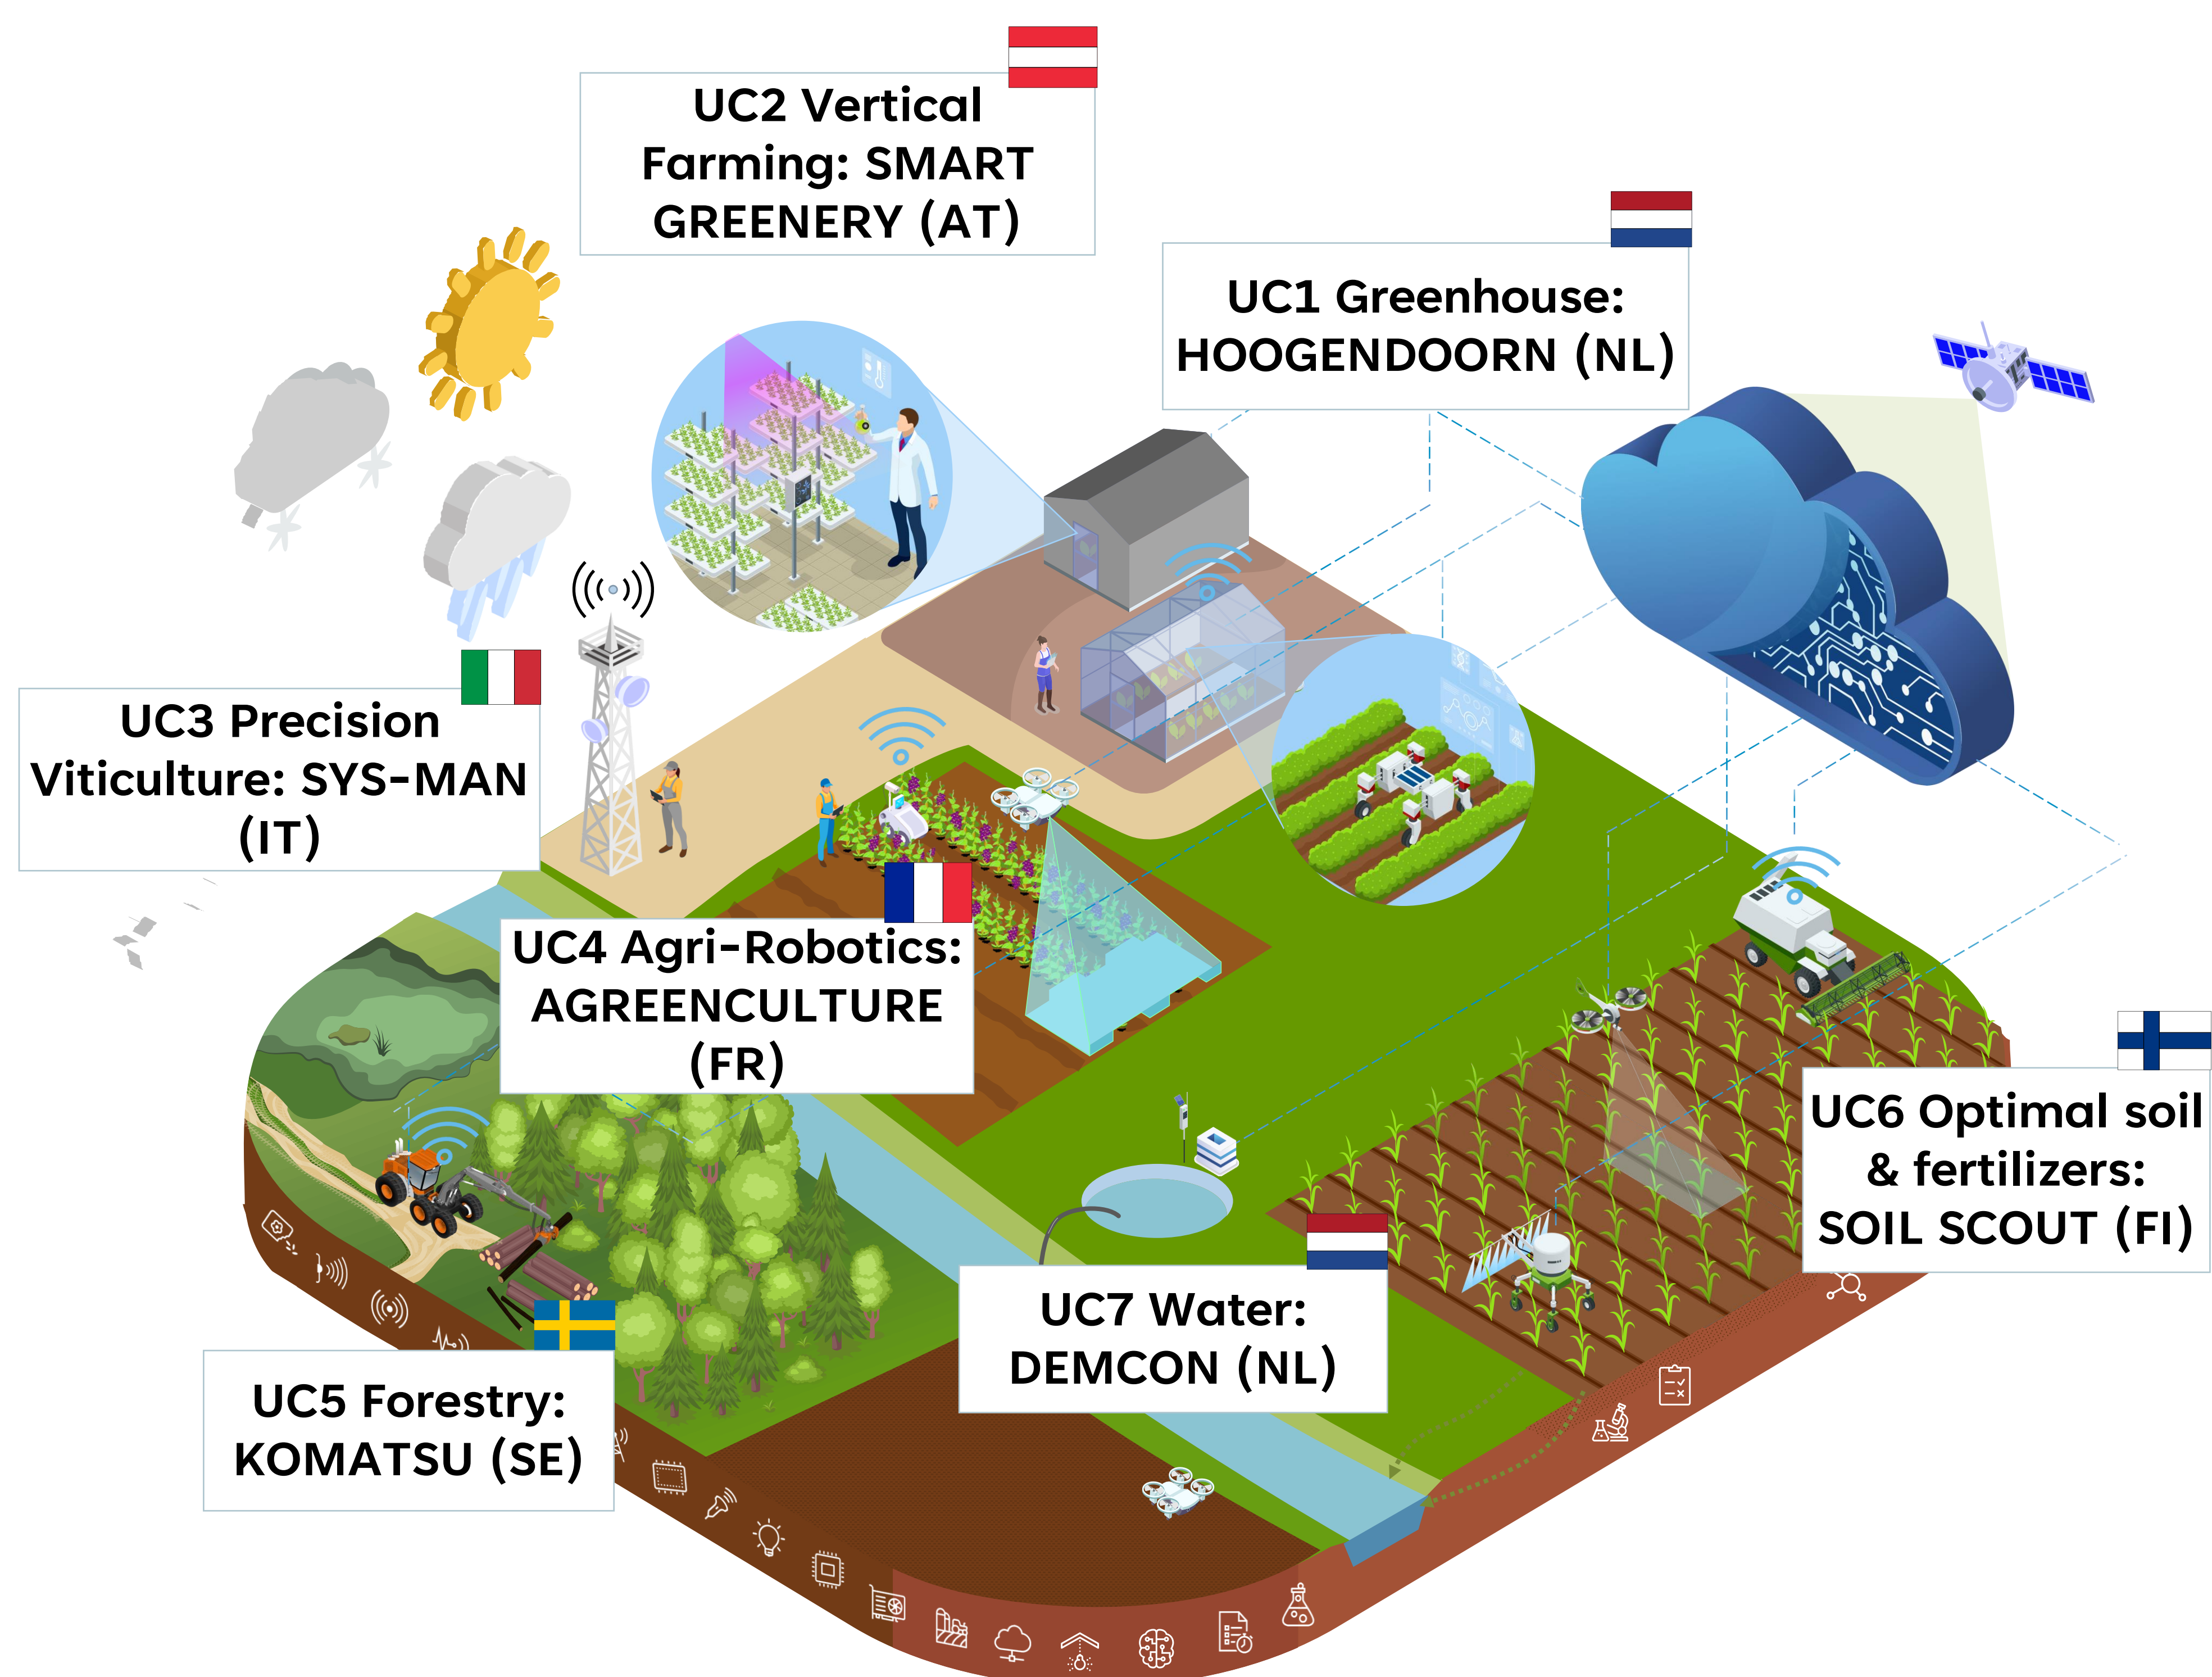 UC2 Vertical
Farming: SMART
GREENERY (AT)
UC1 Greenhouse:
HOOGENDOORN (NL)
UC3 Precision
Viticulture: SYS-MAN
(IT)
UC4 Agri-Robotics:
AGREENCULTURE
(FR)
UC6 Optimal soil
& fertilizers:
SOIL SCOUT (FI)
UC7 Water:
DEMCON (NL)
UC5 Forestry:
KOMATSU (SE)